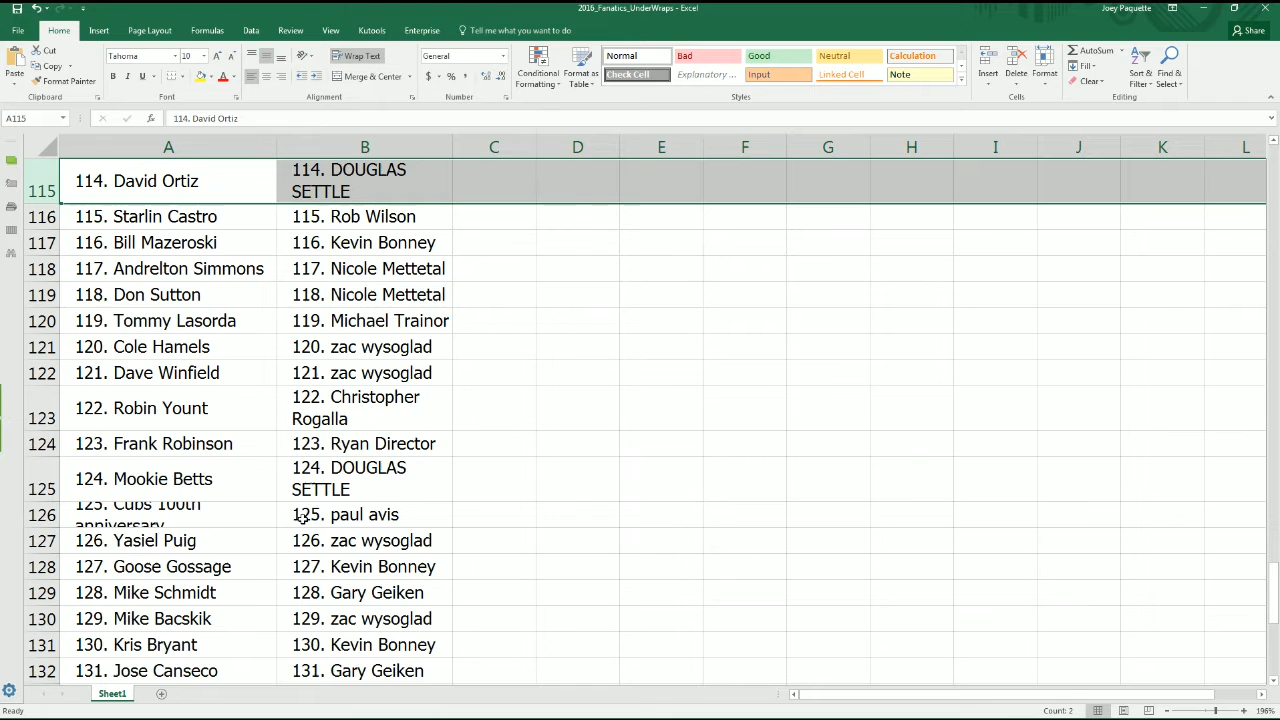 2016_Fanatics_UnderWraps - Excel
Joey Paquette
File Home Insert Page Layout Formulas Data Review View Kutools Enterprise Tell me what you want to do
Share
Paste
Cut
Copy
Format Painter
Clipboard
Tahoma 10
B I U
Font
Wrap Text
Merge & Center
Alignment
General
$ % ,
Number
Conditional Formatting
Format as Table
Normal Bad Good Neutral Calculation
Check Cell Explanatory ... Input Linked Cell Note
Styles
Insert Delete Format
Cells
AutoSum
Fill
Clear
Sort & Filter
Find & Select
Editing
A115
fx
114. David Ortiz
A B C D E F G H I J K L
115 114. David Ortiz 114. DOUGLAS
SETTLE
116 115. Starlin Castro 115. Rob Wilson
117 116. Bill Mazeroski 116. Kevin Bonney
118 117. Andrelton Simmons 117. Nicole Mettetal
119 118. Don Sutton 118. Nicole Mettetal
120 119. Tommy Lasorda 119. Michael Trainor
121 120. Cole Hamels 120. zac wysoglad
122 121. Dave Winfield 121. zac wysoglad
123 122. Robin Yount 122. Christopher
Rogalla
124 123. Frank Robinson 123. Ryan Director
125 124. Mookie Betts 124. DOUGLAS
SETTLE
126 125. Cubs 100th
anniversary
125. paul avis
127 126. Yasiel Puig 126. zac wysoglad
128 127. Goose Gossage 127. Kevin Bonney
129 128. Mike Schmidt 128. Gary Geiken
130 129. Mike Bacskik 129. zac wysoglad
131 130. Kris Bryant 130. Kevin Bonney
132 131. Jose Canseco 131. Gary Geiken
Sheet1
Ready
Count: 2
196%